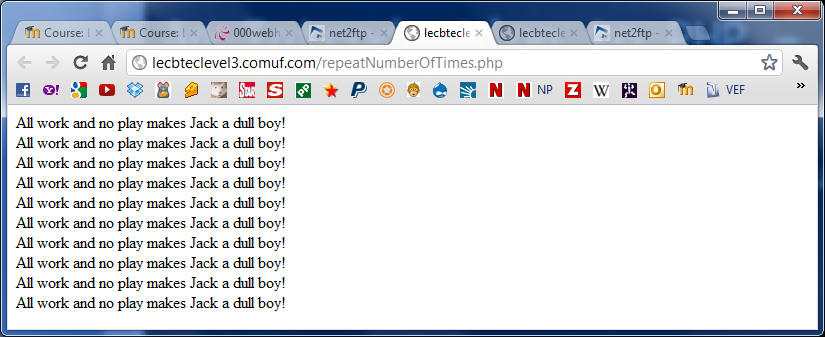 Course: L
Course: L
000webh
net2ftp -
lecbtecle
lecbtecle
net2ftp -
lecbteclevel3.comuf.com/repeatNumberOfTimes.php
NP
VEF
All work and no play makes Jack a dull boy!
All work and no play makes Jack a dull boy!
All work and no play makes Jack a dull boy!
All work and no play makes Jack a dull boy!
All work and no play makes Jack a dull boy!
All work and no play makes Jack a dull boy!
All work and no play makes Jack a dull boy!
All work and no play makes Jack a dull boy!
All work and no play makes Jack a dull boy!
All work and no play makes Jack a dull boy!